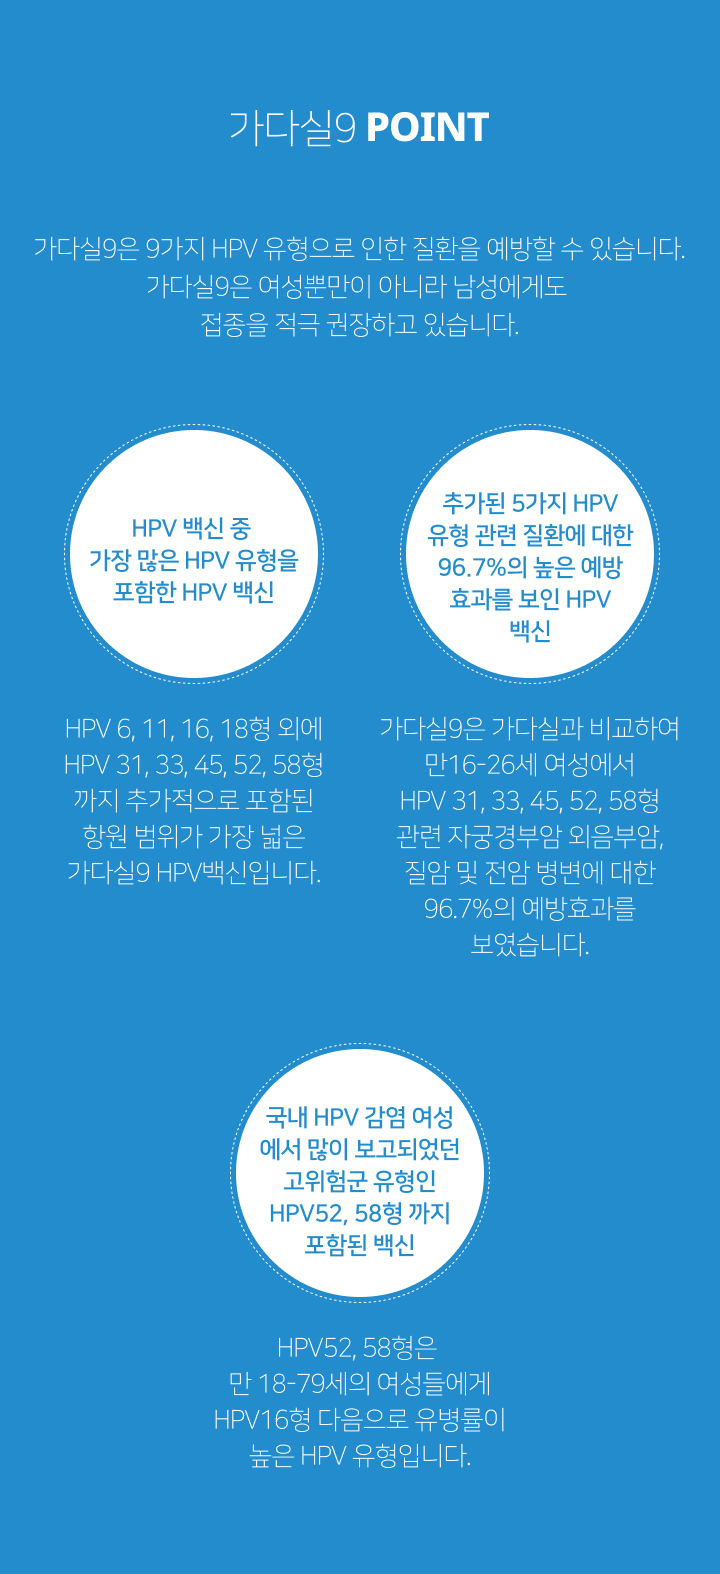 가다실9 POINT
가다실9은 9가지 HPV 유형으로 인한 질환을 예방할 수 있습니다.
가다실9은 여성뿐만이 아니라 남성에게도
접종을 적극 권장하고 있습니다.
HPV 백신 중
가장 많은 HPV 유형을
포함한 HPV 백신
HPV 6, 11, 16, 18형 외에
HPV 31, 33, 45, 52, 58형
까지 추가적으로 포함된
항원 범위가 가장 넓은
가다실9 HPV백신입니다.
추가된 5가지 HPV
유형 관련 질환에 대한
96.7%의 높은 예방
효과를 보인 HPV
백신
가다실9은 가다실과 비교하여
만16-26세 여성에서
HPV 31, 33, 45, 52, 58형
관련 자궁경부암 외음부암,
질암 및 전암 병변에 대한
96.7%의 예방효과를
보였습니다.
국내 HPV 감염 여성
에서 많이 보고되었던
고위험군 유형인
HPV52, 58형 까지
포함된 백신
HPV52, 58형은
만 18-79세의 여성들에게
HPV16형 다음으로 유병률이
높은 HPV 유형입니다.